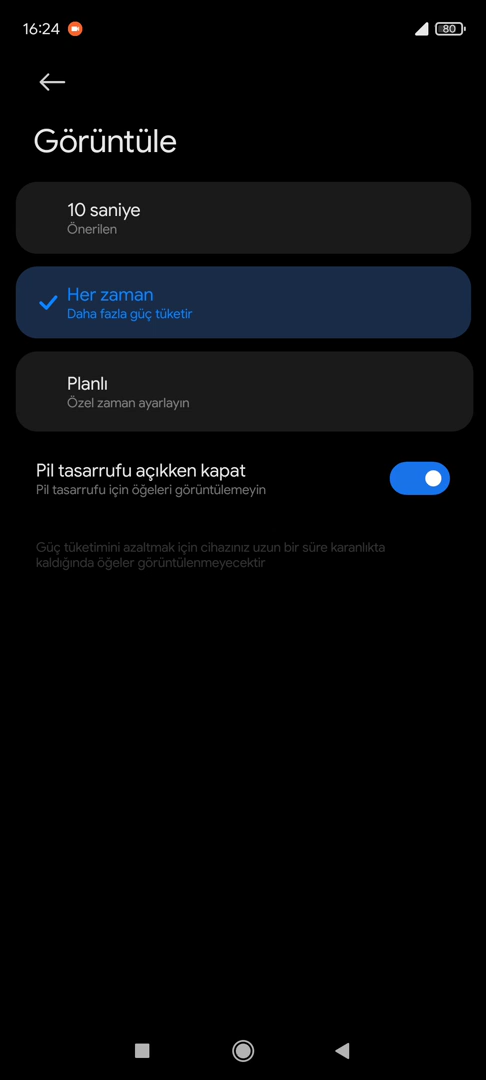 16:24
80
Görüntüle
10 saniye
Önerilen
Her zaman
Daha fazla güç tüketir
Planlı
Özel zaman ayarlayın
Pil tasarrufu açıkken kapat
Pil tasarrufu için öğeleri görüntülemeyin
Güç tüketimini azaltmak için cihazınız uzun bir süre karanlıkta
kaldığında öğeler görüntülenmeyecektir